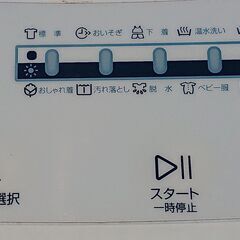 標準 おいそぎ 下着 温水洗い
おしゃれ着 汚れ落とし 脱水 ベビー服
選択
スタート
一時停止